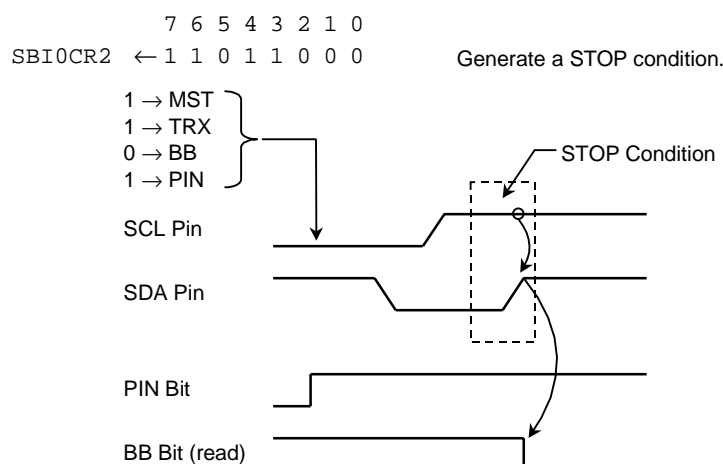 7 6 5 4 3 2 1 0
SBI0CR2 ← 1 1 0 1 1 0 0 0 Generate a STOP condition.
1 → MST
1 → TRX
0 → BB
1 → PIN
STOP Condition
SCL Pin
SDA Pin
PIN Bit
BB Bit (read)